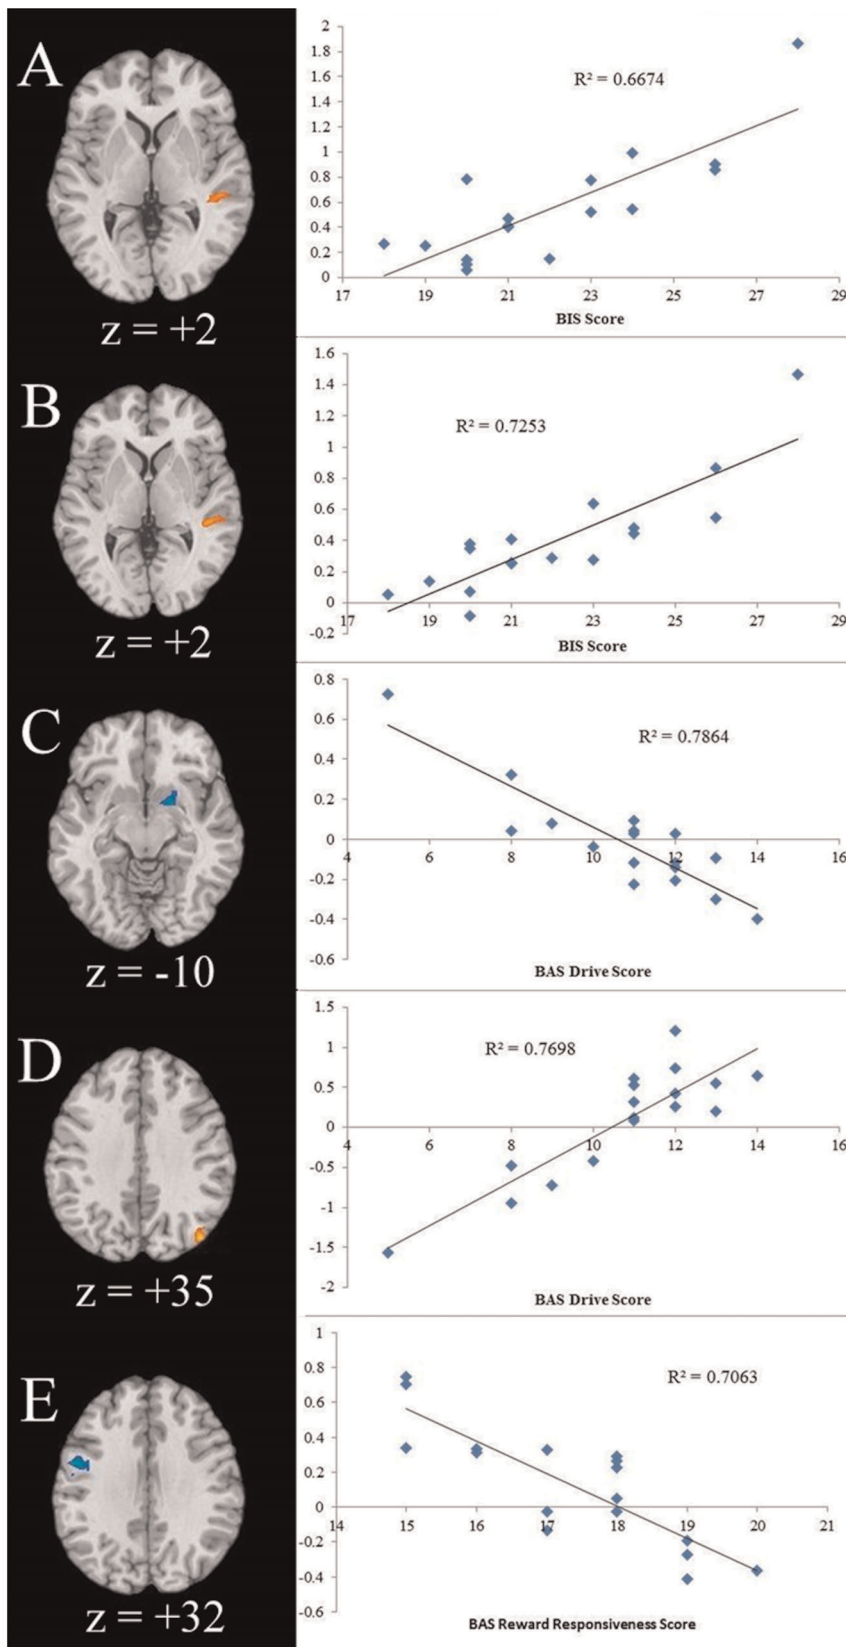 A
z = +2
2
1.8
1.6
1.4
1.2
1
0.8
0.6
0.4
0.2
0
R² = 0.6674
17 19 21 23 25 27 29
BIS Score
B
z = +2
1.6
1.4
1.2
1
0.8
0.6
0.4
0.2
0
-0.2
R² = 0.7253
17 19 21 23 25 27 29
BIS Score
C
z = -10
0.8
0.6
0.4
0.2
0
-0.2
-0.4
-0.6
R² = 0.7864
4 6 8 10 12 14 16
BAS Drive Score
D
z = +35
1.5
1
0.5
0
-0.5
-1
-1.5
-2
R² = 0.7698
4 6 8 10 12 14 16
BAS Drive Score
E
z = +32
1
0.8
0.6
0.4
0.2
0
-0.2
-0.4
-0.6
R² = 0.7063
14 15 16 17 18 19 20 21
BAS Reward Responsiveness Score